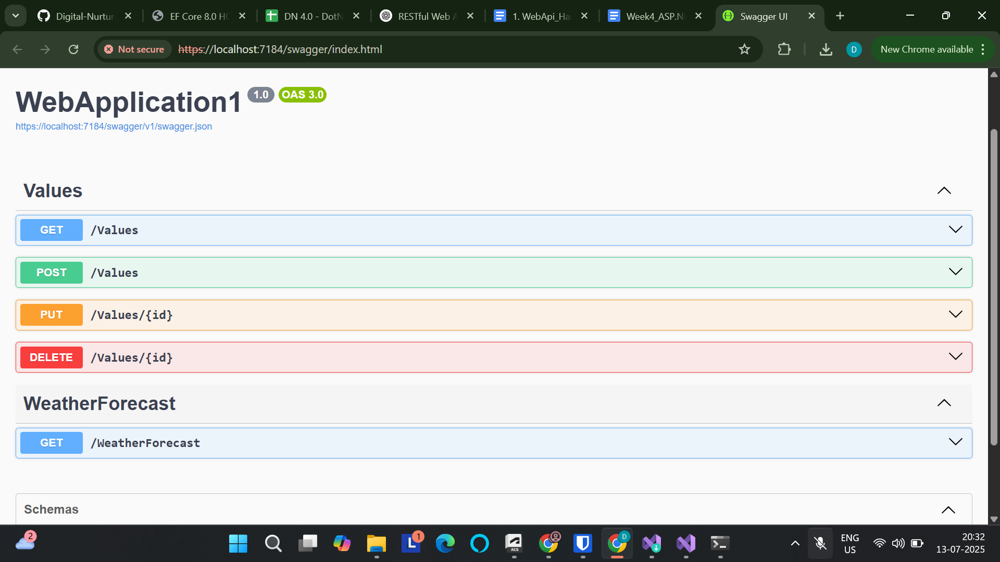 Digital-Nurtur
EF Core 8.0 HO
DN 4.0 - DotN
RESTful Web A
1. WebApi_Han
Week4_ASP.NE
Swagger UI
Not secure
https://localhost:7184/swagger/index.html
D
New Chrome available
WebApplication1 1.0 OAS 3.0
https://localhost:7184/swagger/v1/swagger.json
Values
GET /Values
POST /Values
PUT /Values/{id}
DELETE /Values/{id}
WeatherForecast
GET /WeatherForecast
Schemas
2
L 1
ACS
D
ENG
US
20:32
13-07-2025